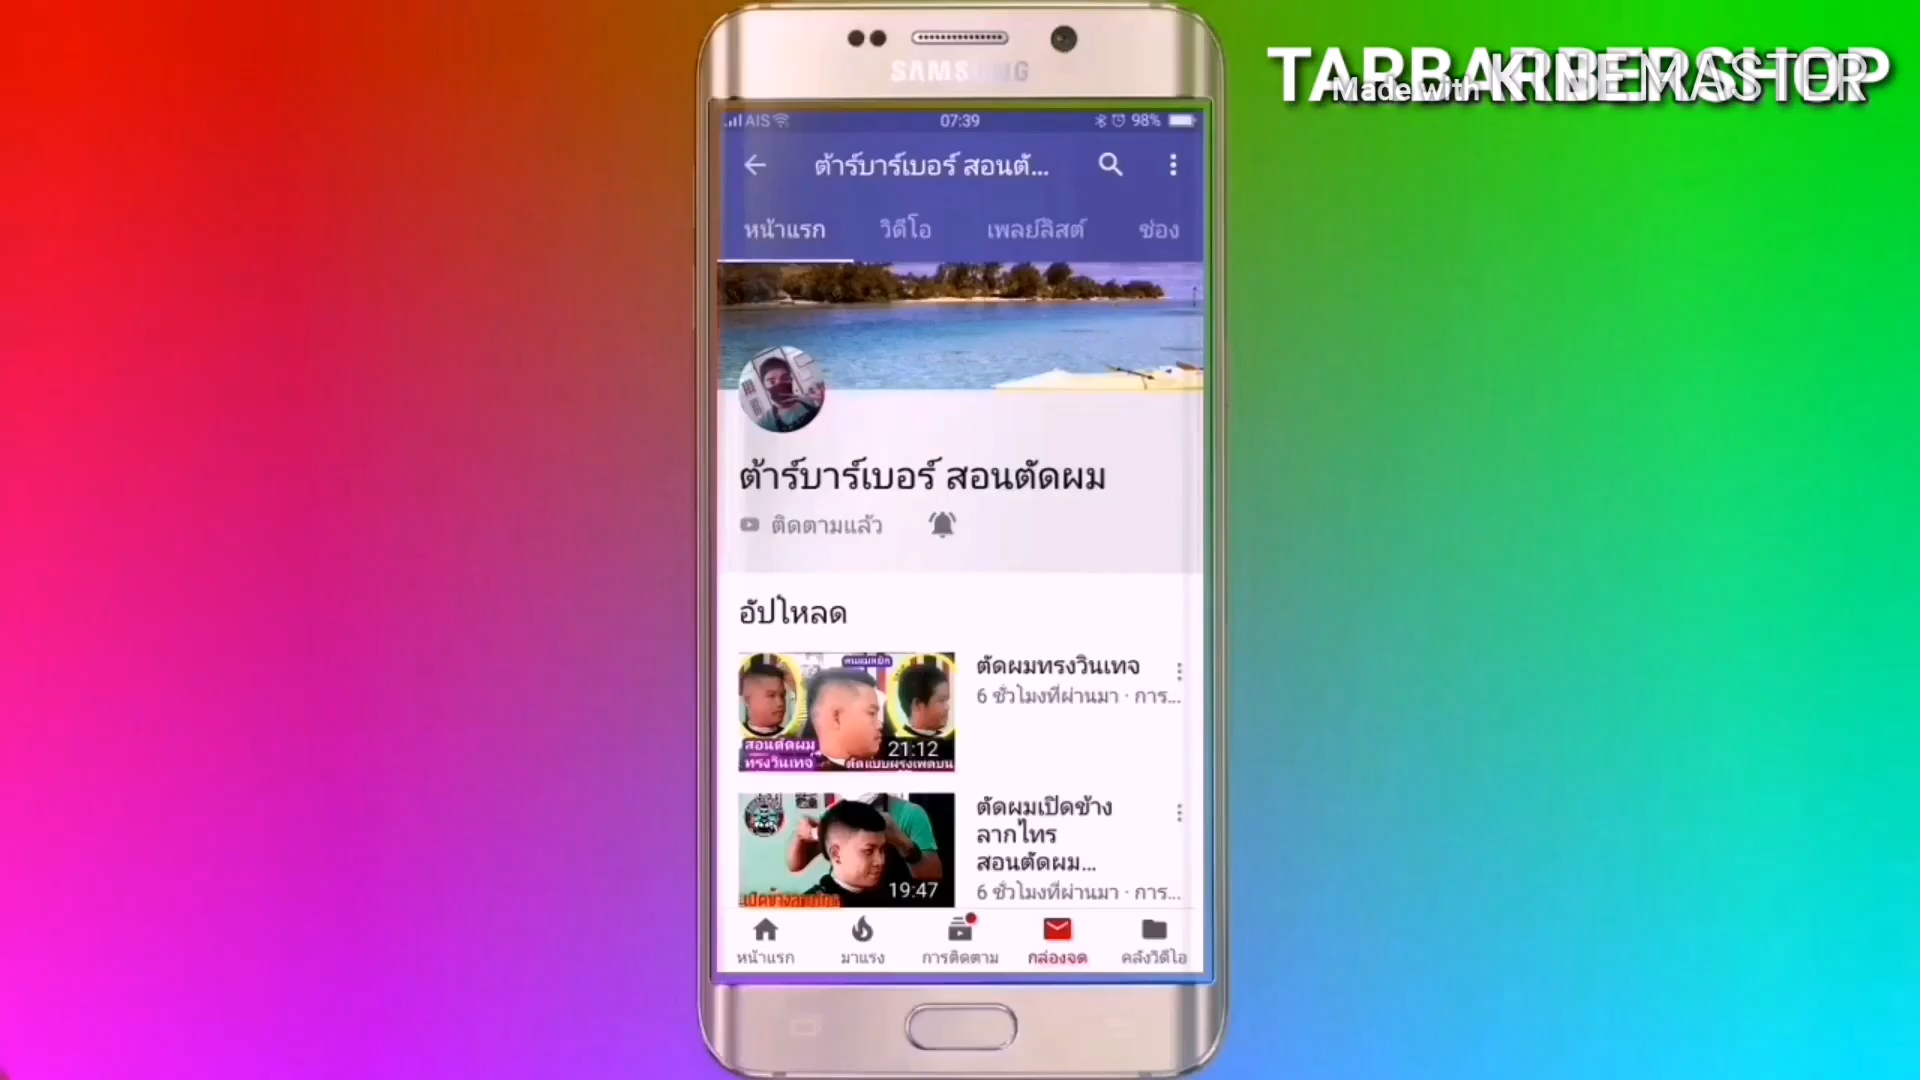 SAMSUNG
TARBARBERSHOP
Made with KINEMASTER
AIS 07:39 98%
ต้าร์บาร์เบอร์ สอนตั...
หน้าแรก วิดีโอ เพลย์ลิสต์ ช่อง
ต้าร์บาร์เบอร์ สอนตัดผม
ติดตามแล้ว
อัปโหลด
ตัดผมทรงวินเทจ
6 ชั่วโมงที่ผ่านมา · การ...
สอนตัดผม
ทรงวินเทจ
21:12
ตัดผมเปิดข้าง
ลากไทร
สอนตัดผม...
6 ชั่วโมงที่ผ่านมา · การ...
19:47
หน้าแรก มาแรง การติดตาม กล่องจด คลังวิดีโอ